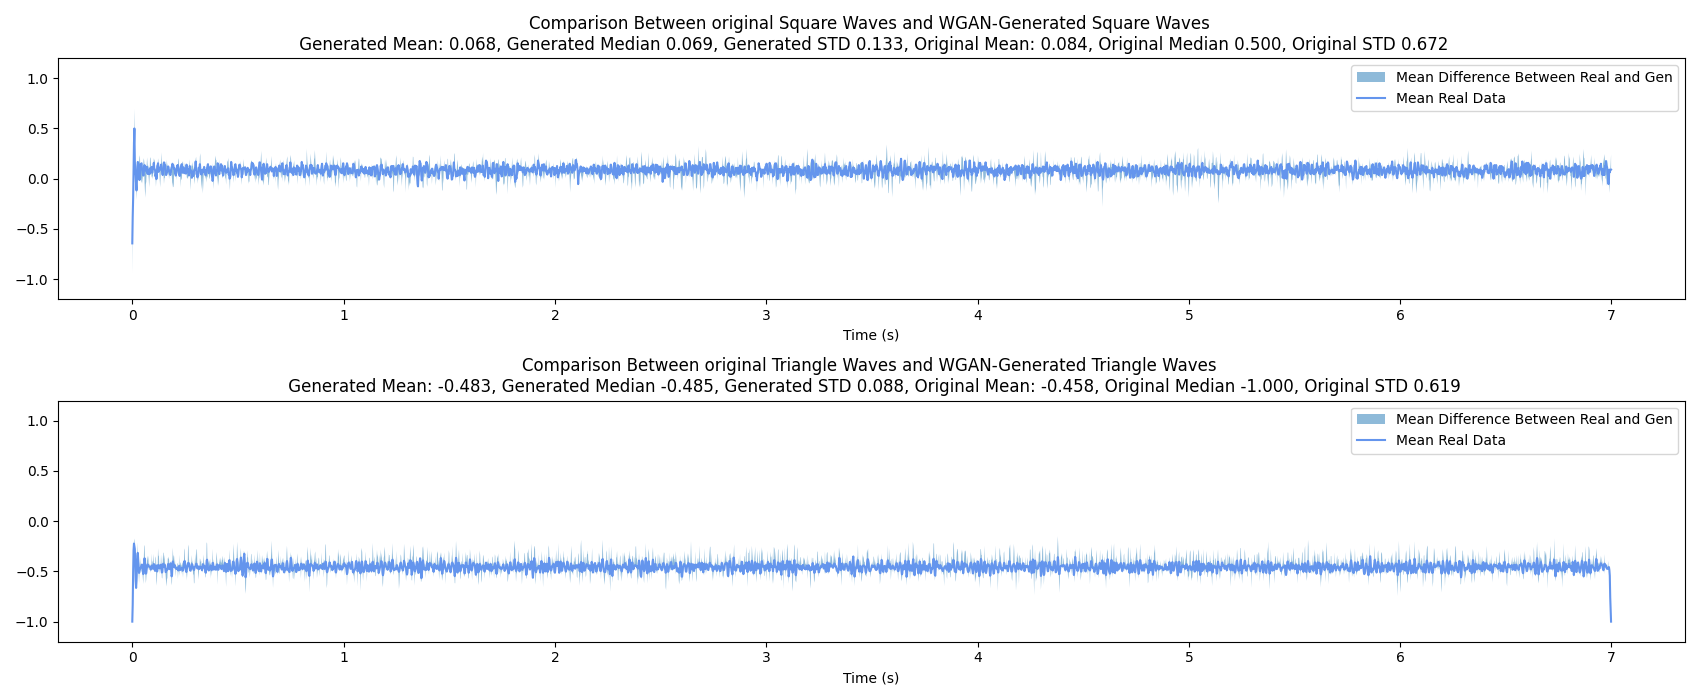 Comparison Between original Square Waves and WGAN-Generated Square Waves
Generated Mean: 0.068, Generated Median 0.069, Generated STD 0.133, Original Mean: 0.084, Original Median 0.500, Original STD 0.672
Mean Difference Between Real and Gen
Mean Real Data
1.0
0.5
0.0
−0.5
−1.0
0 1 2 3 4 5 6 7
Time (s)
Comparison Between original Triangle Waves and WGAN-Generated Triangle Waves
Generated Mean: -0.483, Generated Median -0.485, Generated STD 0.088, Original Mean: -0.458, Original Median -1.000, Original STD 0.619
Mean Difference Between Real and Gen
Mean Real Data
1.0
0.5
0.0
−0.5
−1.0
0 1 2 3 4 5 6 7
Time (s)